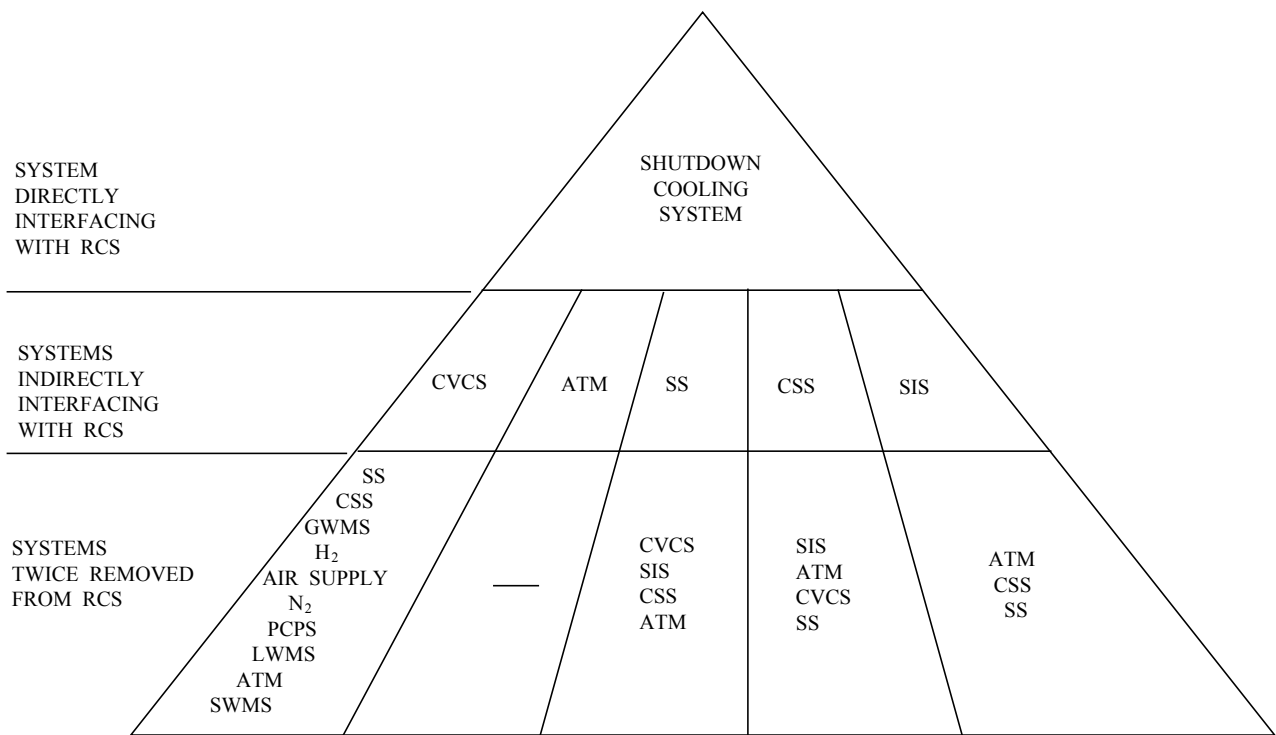 SHUTDOWN
COOLING
SYSTEM
SYSTEM
DIRECTLY
INTERFACING
WITH RCS
SYSTEMS
INDIRECTLY
INTERFACING
WITH RCS
CVCS
ATM
SS
CSS
SIS
SYSTEMS
TWICE REMOVED
FROM RCS
SS
CSS
GWMS
H₂
AIR SUPPLY
N₂
PCPS
LWMS
ATM
SWMS
—
CVCS
SIS
CSS
ATM
SIS
ATM
CVCS
SS
ATM
CSS
SS